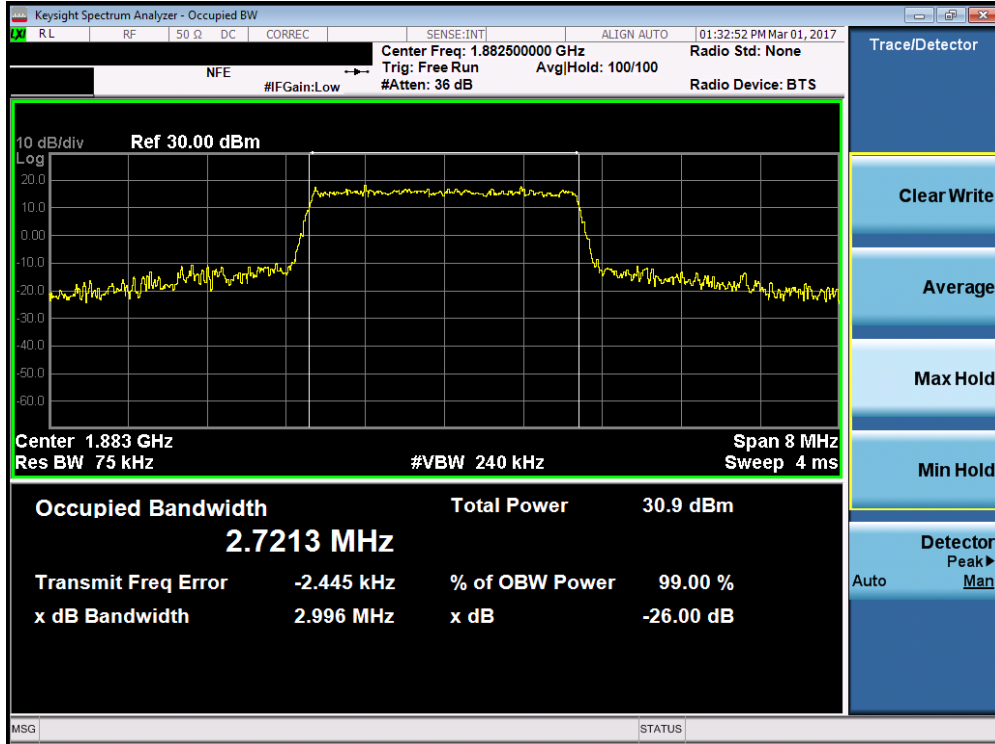 Keysight Spectrum Analyzer - Occupied BW
LXI RL RF 50 Ω DC CORREC SENSE:INT ALIGN AUTO 01:32:52 PM Mar 01, 2017
Center Freq: 1.882500000 GHz Radio Std: None
NFE Trig: Free Run Avg|Hold: 100/100
#IFGain:Low #Atten: 36 dB Radio Device: BTS
10 dB/div Ref 30.00 dBm
Log
20.0
10.0
0.00
-10.0
-20.0
-30.0
-40.0
-50.0
-60.0
Center 1.883 GHz Span 8 MHz
Res BW 75 kHz #VBW 240 kHz Sweep 4 ms
Occupied Bandwidth Total Power 30.9 dBm
2.7213 MHz
Transmit Freq Error -2.445 kHz % of OBW Power 99.00 %
x dB Bandwidth 2.996 MHz x dB -26.00 dB
MSG STATUS
Trace/Detector
Clear Write
Average
Max Hold
Min Hold
Detector
Peak▶
Auto Man